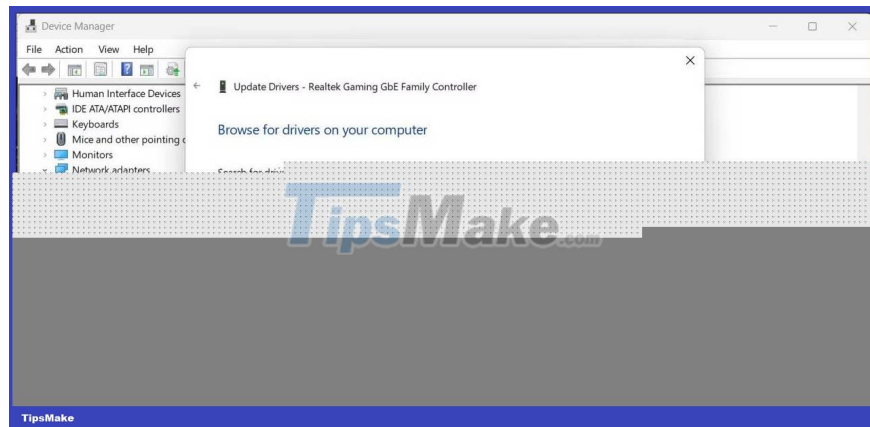 Device Manager
File Action View Help
Update Drivers - Realtek Gaming GbE Family Controller
Human Interface Devices
IDE ATA/ATAPI controllers
Keyboards
Mice and other pointing
Monitors
Network adapters
Browse for drivers on your computer
TipsMake.com
TipsMake